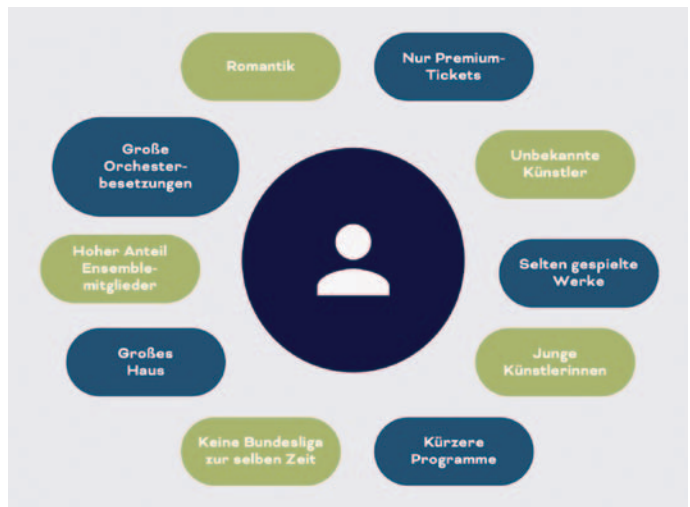 Romantik
Nur Premium-
Tickets
Große
Orchester-
besetzungen
Unbekannte
Künstler
Hoher Anteil
Ensemble-
mitglieder
Selten gespielte
Werke
Großes
Haus
Junge
Künstlerinnen
Keine Bundesliga
zur selben Zeit
Kürzere
Programme